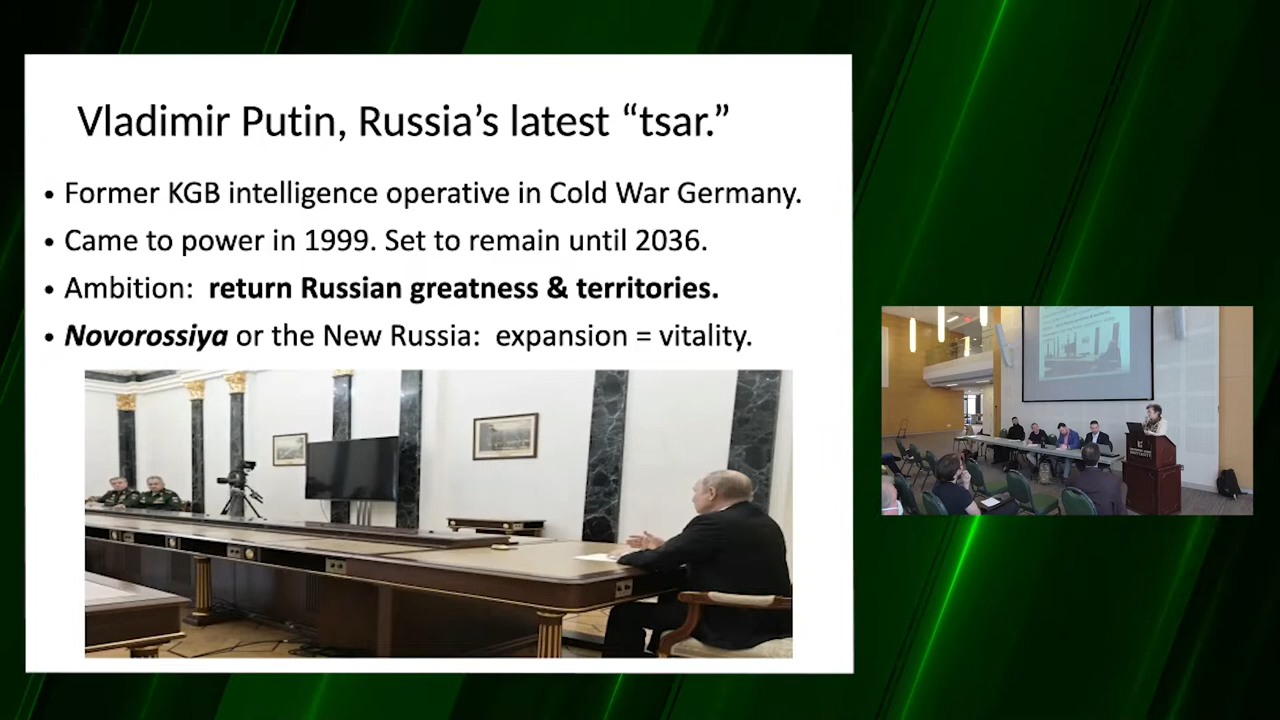 Vladimir Putin, Russia’s latest “tsar.”
• Former KGB intelligence operative in Cold War Germany.
• Came to power in 1999. Set to remain until 2036.
• Ambition: return Russian greatness & territories.
• Novorossiya or the New Russia: expansion = vitality.